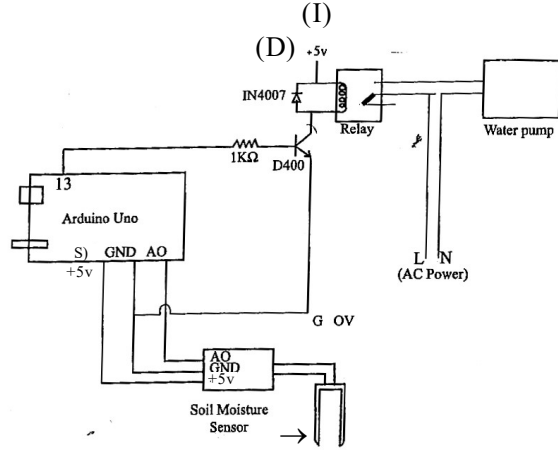 (I)
(D)
+5v
IN4007
Relay
Water pump
1KΩ
D400
13
Arduino Uno
S) GND AO
+5v
L N
(AC Power)
G OV
AO
GND
+5v
Soil Moisture
Sensor